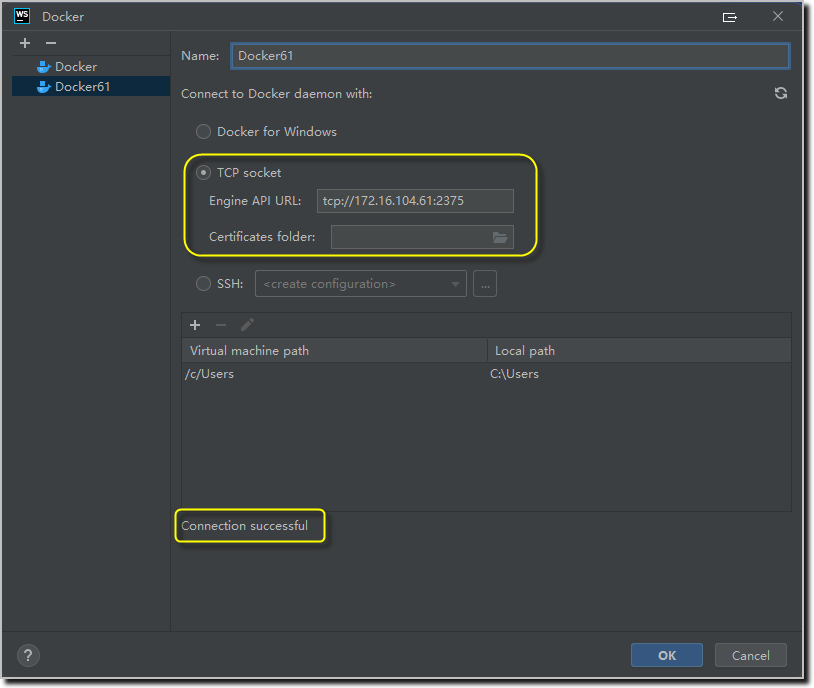 WS Docker
Docker
Docker61
Name: Docker61
Connect to Docker daemon with:
Docker for Windows
TCP socket
Engine API URL: tcp://172.16.104.61:2375
Certificates folder:
SSH: <create configuration> ...
Virtual machine path Local path
/c/Users C:\Users
Connection successful
? OK Cancel